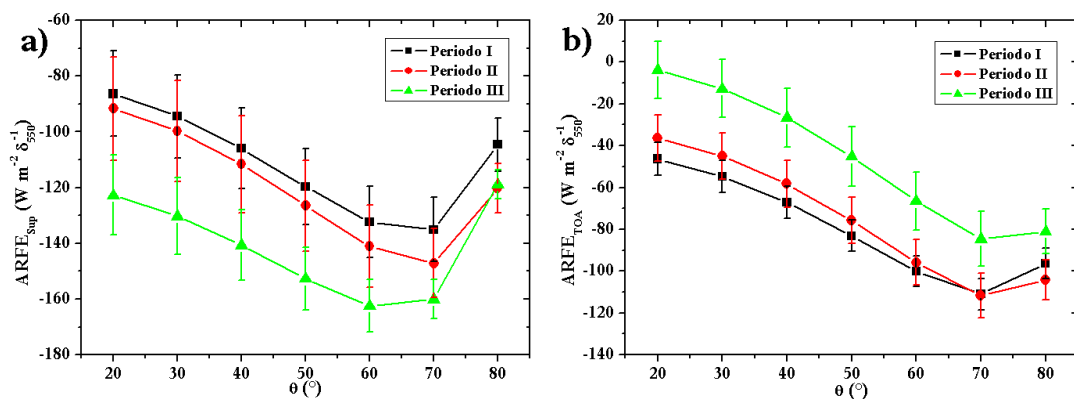 a)
Periodo I
Periodo II
Periodo III
ARFE_Sup (W m⁻² δ₅₅₀⁻¹)
-60
-80
-100
-120
-140
-160
-180
20 30 40 50 60 70 80
θ (°)
b)
Periodo I
Periodo II
Periodo III
ARFE_TOA (W m⁻² δ₅₅₀⁻¹)
20
0
-20
-40
-60
-80
-100
-120
-140
20 30 40 50 60 70 80
θ (°)